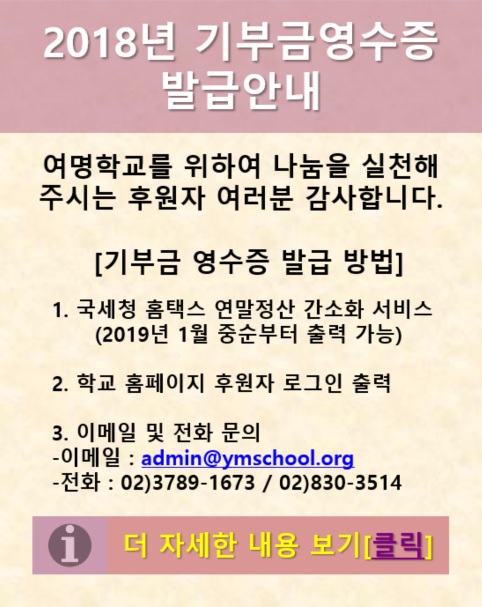 2018년 기부금영수증
발급안내
여명학교를 위하여 나눔을 실천해
주시는 후원자 여러분 감사합니다.
[기부금 영수증 발급 방법]
1. 국세청 홈택스 연말정산 간소화 서비스
(2019년 1월 중순부터 출력 가능)
2. 학교 홈페이지 후원자 로그인 출력
3. 이메일 및 전화 문의
-이메일 : admin@ymschool.org
-전화 : 02)3789-1673 / 02)830-3514
i 더 자세한 내용 보기[클릭]